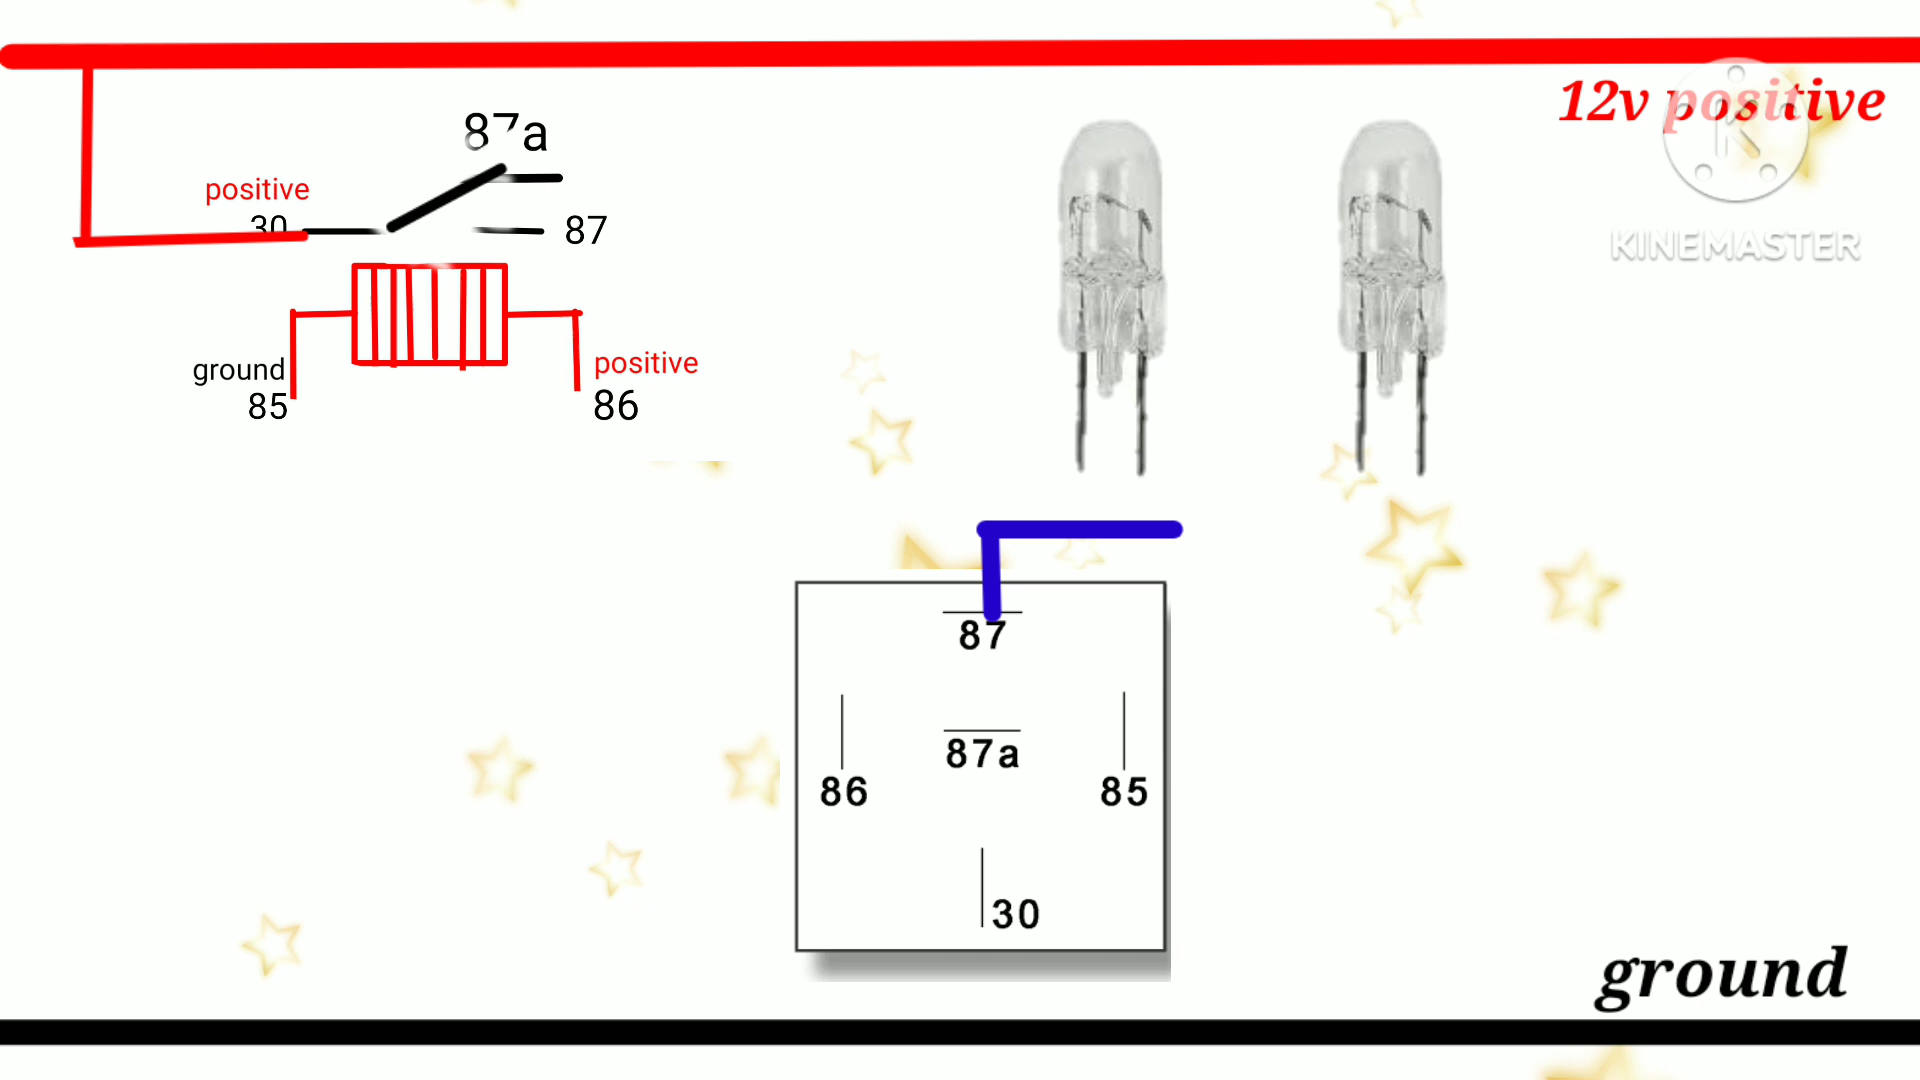 12v positive
87a
positive
30
87
KINEMASTER
ground
positive
85
86
87
87a
86
85
30
ground